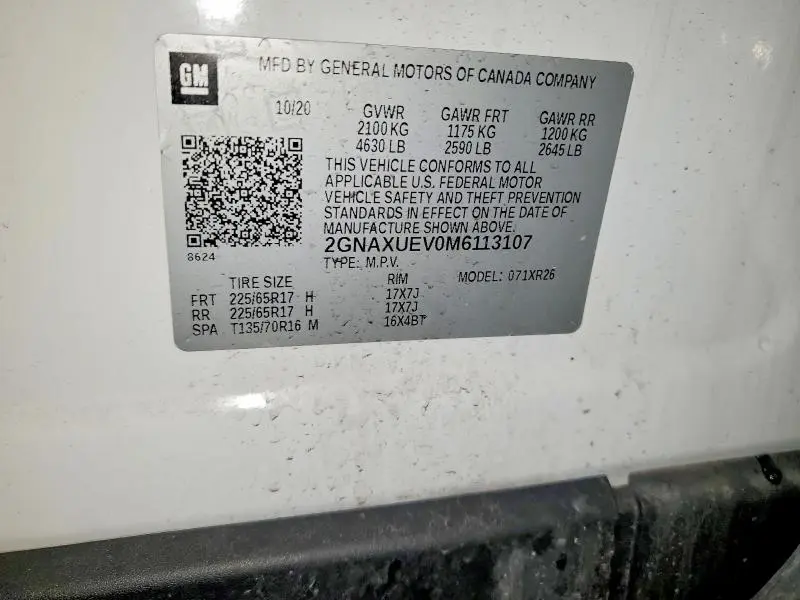 GM
MFD BY GENERAL MOTORS OF CANADA COMPANY
10/20 GVWR GAWR FRT GAWR RR
2100 KG 1175 KG 1200 KG
4630 LB 2590 LB 2645 LB
THIS VEHICLE CONFORMS TO ALL
APPLICABLE U.S. FEDERAL MOTOR
VEHICLE SAFETY AND THEFT PREVENTION
STANDARDS IN EFFECT ON THE DATE OF
MANUFACTURE SHOWN ABOVE.
2GNAXUEV0M6113107
8624
TYPE: M.P.V. MODEL: 071XR26
TIRE SIZE RIM
FRT 225/65R17 H 17X7J
RR 225/65R17 H 17X7J
SPA T135/70R16 M 16X4BT